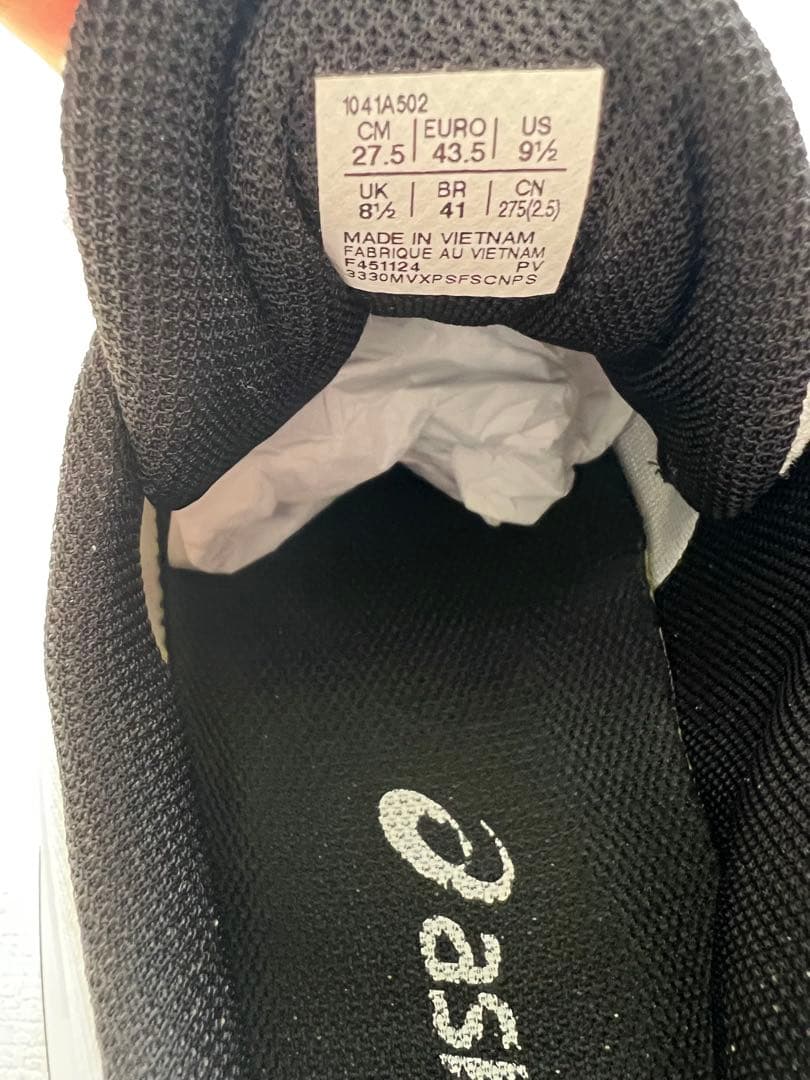 1041A502
CM | EURO | US
27.5 | 43.5 | 9½
UK | BR | CN
8½ | 41 | 275(2.5)
MADE IN VIETNAM
FABRIQUE AU VIETNAM
F451124 PV
3330MVXPSFSCNPS
asi